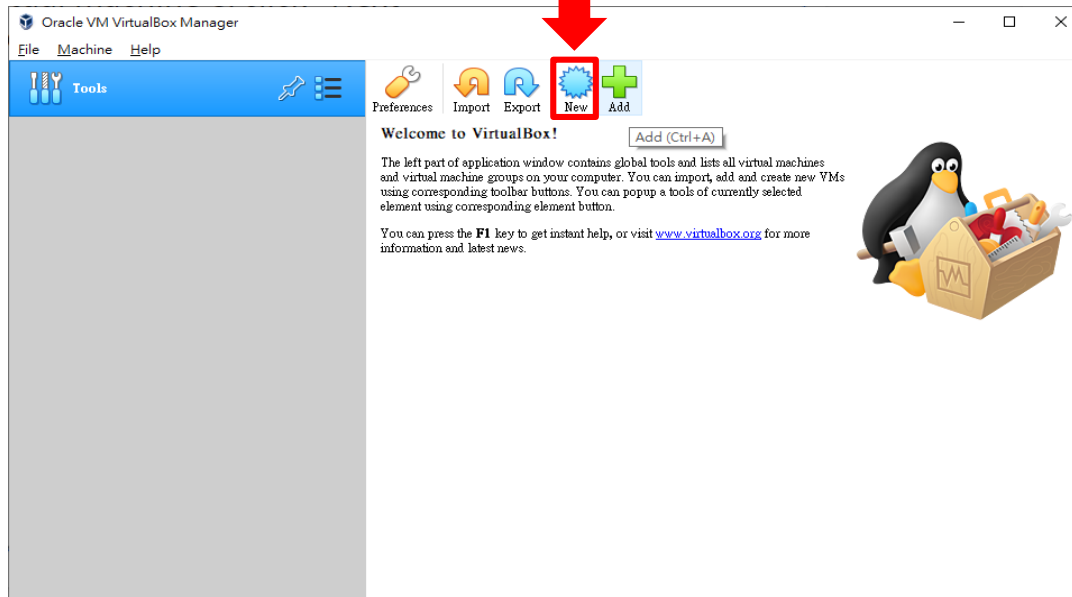 Oracle VM VirtualBox Manager
File Machine Help
Tools
Preferences Import Export New Add
Welcome to VirtualBox!
Add (Ctrl+A)
The left part of application window contains global tools and lists all virtual machines
and virtual machine groups on your computer. You can import, add and create new VMs
using corresponding toolbar buttons. You can popup a tools of currently selected
element using corresponding element button.
You can press the F1 key to get instant help, or visit www.virtualbox.org for more
information and latest news.